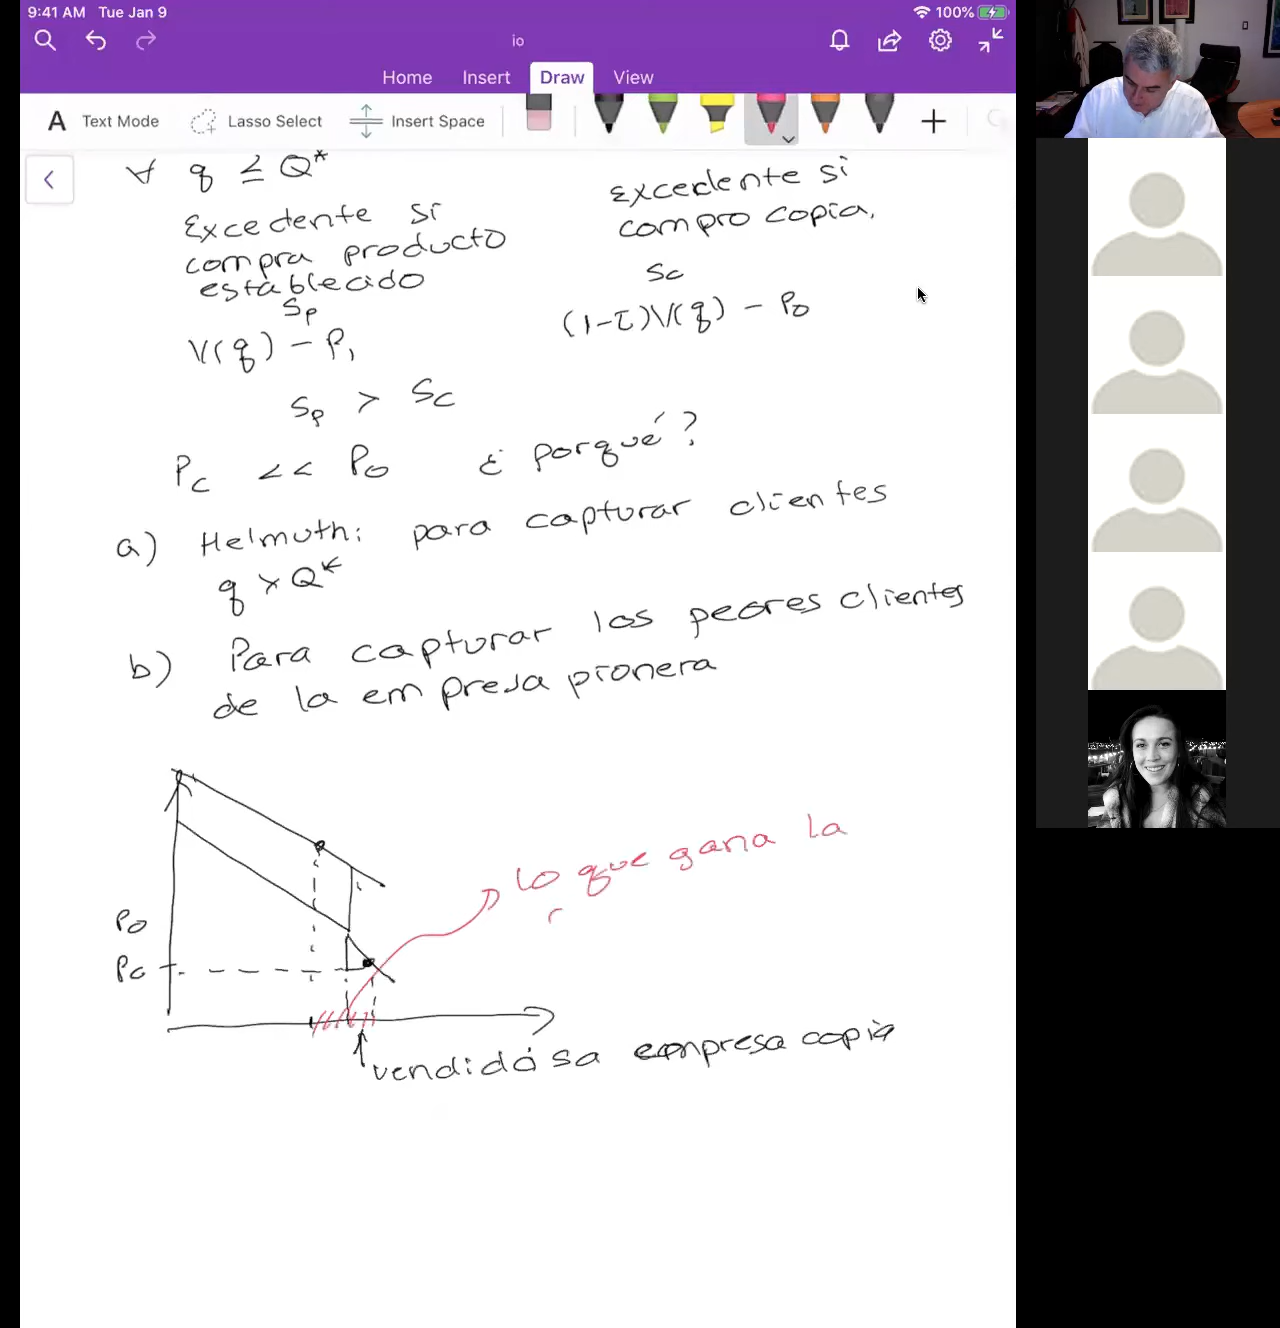 9:41 AM Tue Jan 9
100%
io
Home Insert Draw View
A Text Mode Lasso Select Insert Space
∀ q ≤ Q*
Excedente si
compra producto
establecido
Sp
V(q) - P1
Excedente si
compro copia.
Sc
(1-τ)V(q) - Po
Sp > Sc
Pc << Po ¿ porqué?
a) Helmuth: para capturar clientes
q > Q*
b) Para capturar los peores clientes
de la empresa pionera
Po
Pc
lo que gana la
vendidósa empresa copia